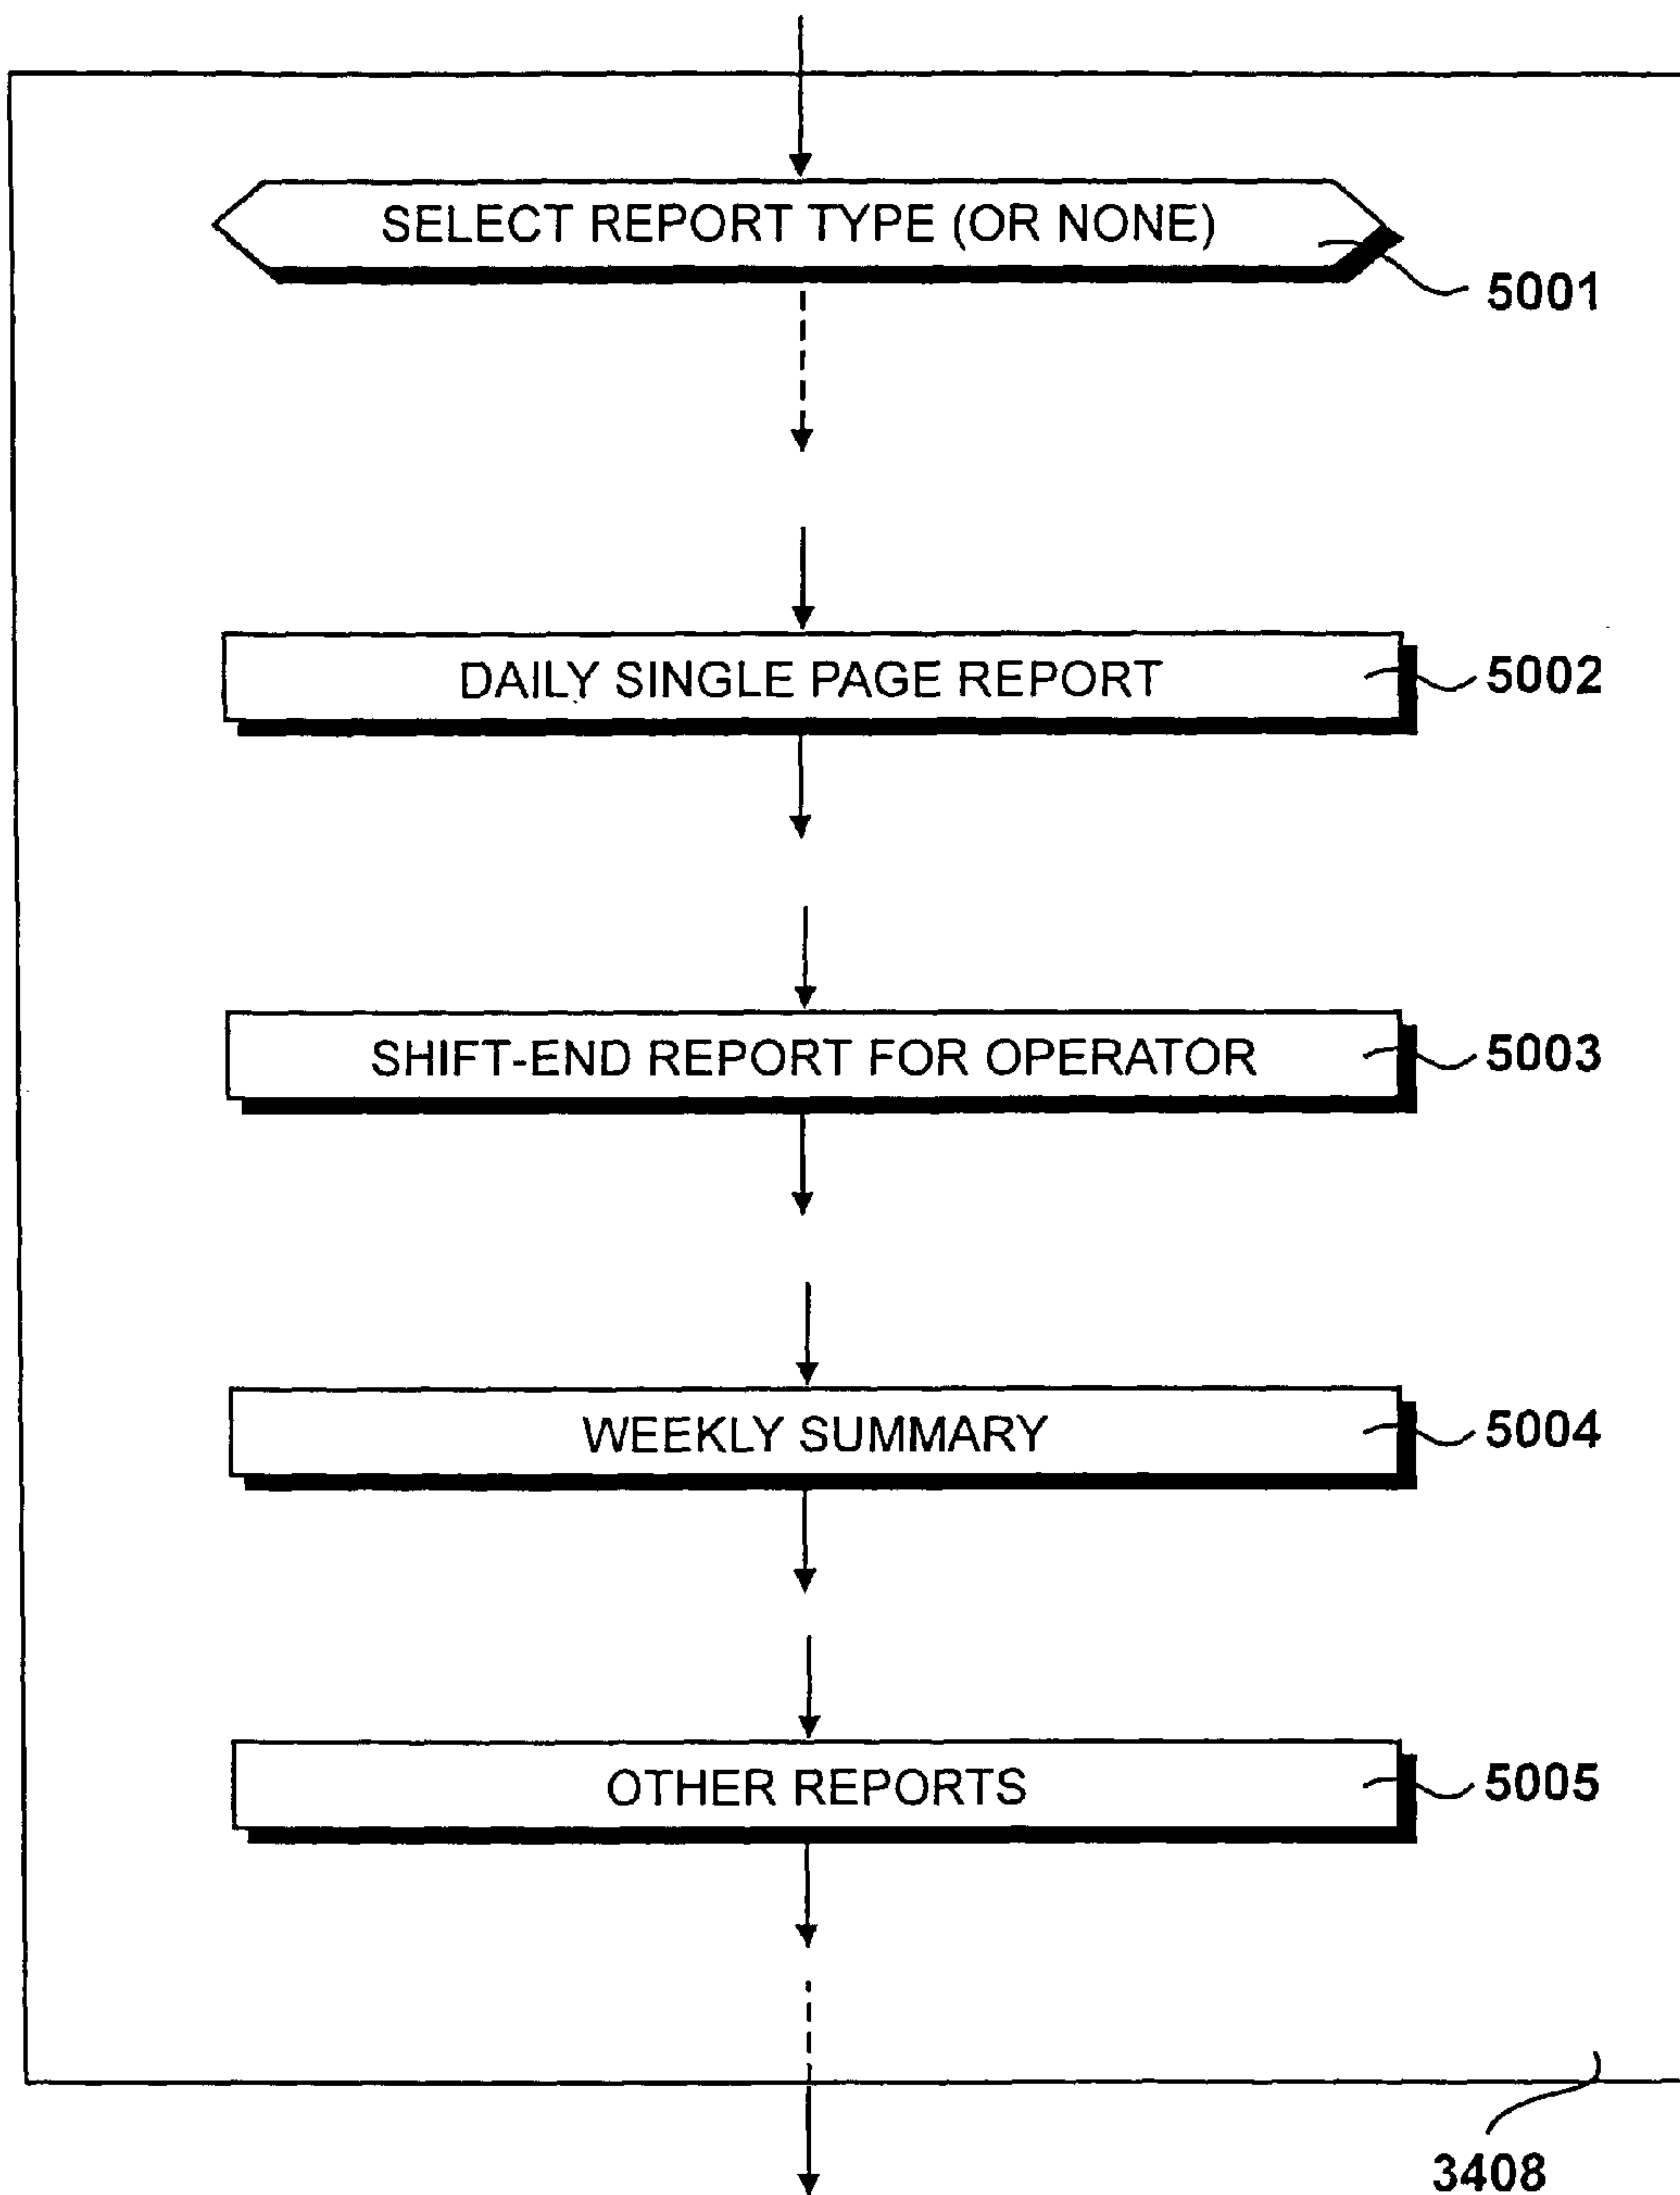 SELECT REPORT TYPE (OR NONE)
5001
DAILY SINGLE PAGE REPORT
5002
SHIFT-END REPORT FOR OPERATOR
5003
WEEKLY SUMMARY
5004
OTHER REPORTS
5005
3408